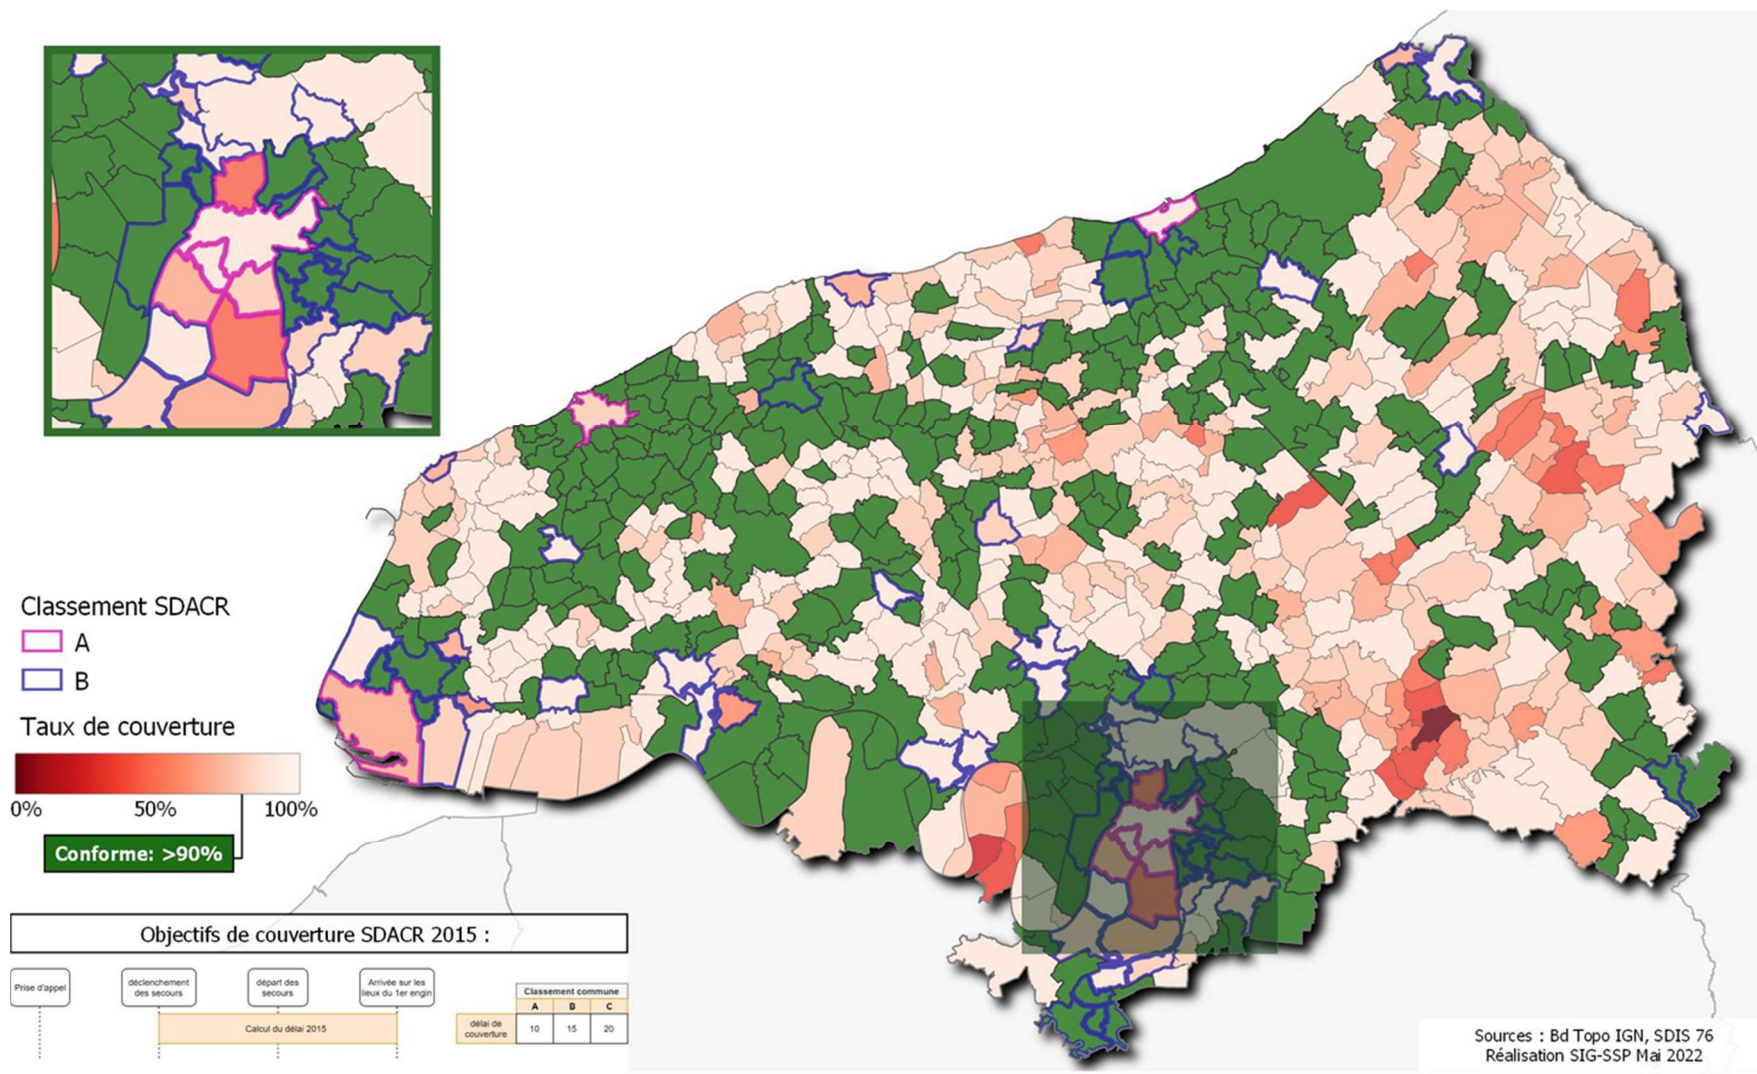 Classement SDACR
A
B
Taux de couverture
0%
50%
100%
Conforme: >90%
Objectifs de couverture SDACR 2015 :
Prise d'appel
déclenchement
des secours
départ des
secours
Arrivée sur les
lieux du 1er engin
Calcul du délai 2015
Classement commune
A B C
délai de
couverture
10 15 20
Sources : Bd Topo IGN, SDIS 76
Réalisation SIG-SSP Mai 2022